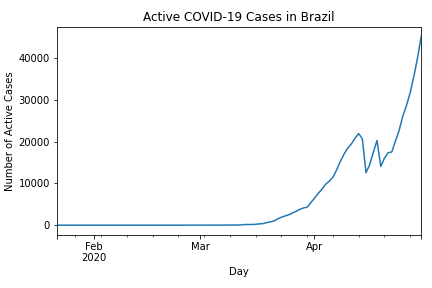 Active COVID-19 Cases in Brazil
Number of Active Cases
40000
30000
20000
10000
0
Feb
2020
Mar
Apr
Day